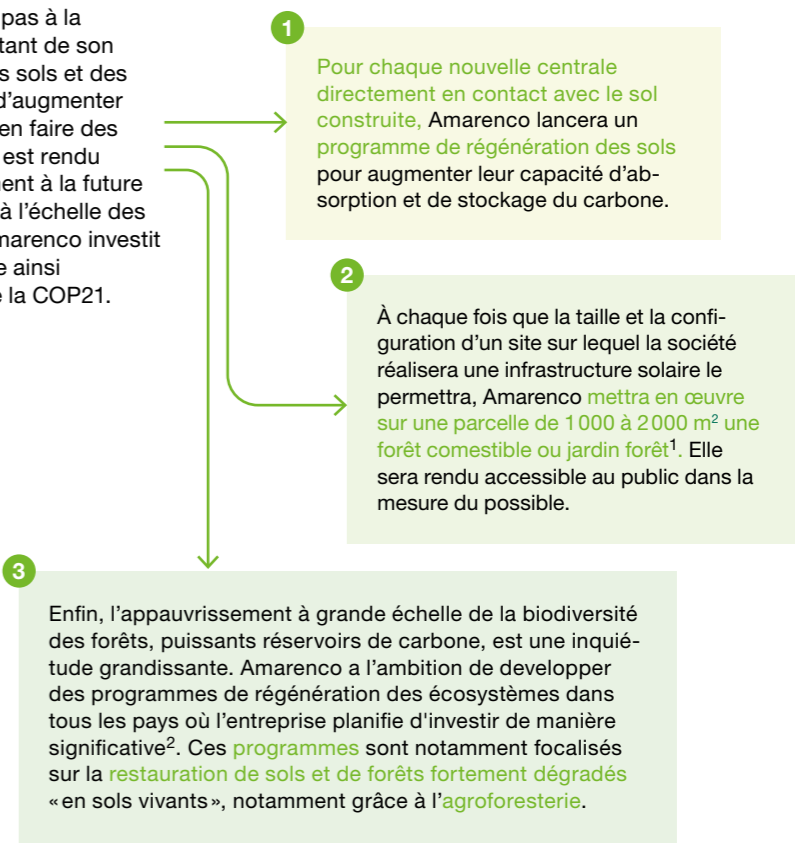 pas à la
tant de son
s sols et des
d'augmenter
en faire des
est rendu
ent à la future
à l'échelle des
marenco investit
e ainsi
e la COP21.
1
Pour chaque nouvelle centrale
directement en contact avec le sol
construite, Amarenco lancera un
programme de régénération des sols
pour augmenter leur capacité d'ab-
sorption et de stockage du carbone.
2
À chaque fois que la taille et la confi-
guration d'un site sur lequel la société
réalisera une infrastructure solaire le
permettra, Amarenco mettra en œuvre
sur une parcelle de 1 000 à 2 000 m² une
forêt comestible ou jardin forêt¹. Elle
sera rendu accessible au public dans la
mesure du possible.
3
Enfin, l'appauvrissement à grande échelle de la biodiversité
des forêts, puissants réservoirs de carbone, est une inquié-
tude grandissante. Amarenco a l'ambition de developper
des programmes de régénération des écosystèmes dans
tous les pays où l'entreprise planifie d'investir de manière
significative². Ces programmes sont notamment focalisés
sur la restauration de sols et de forêts fortement dégradés
« en sols vivants », notamment grâce à l'agroforesterie.